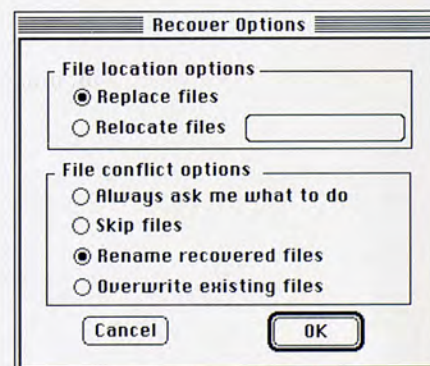 Recover Options
File location options
Replace files
Relocate files
File conflict options
Always ask me what to do
Skip files
Rename recovered files
Overwrite existing files
Cancel
OK